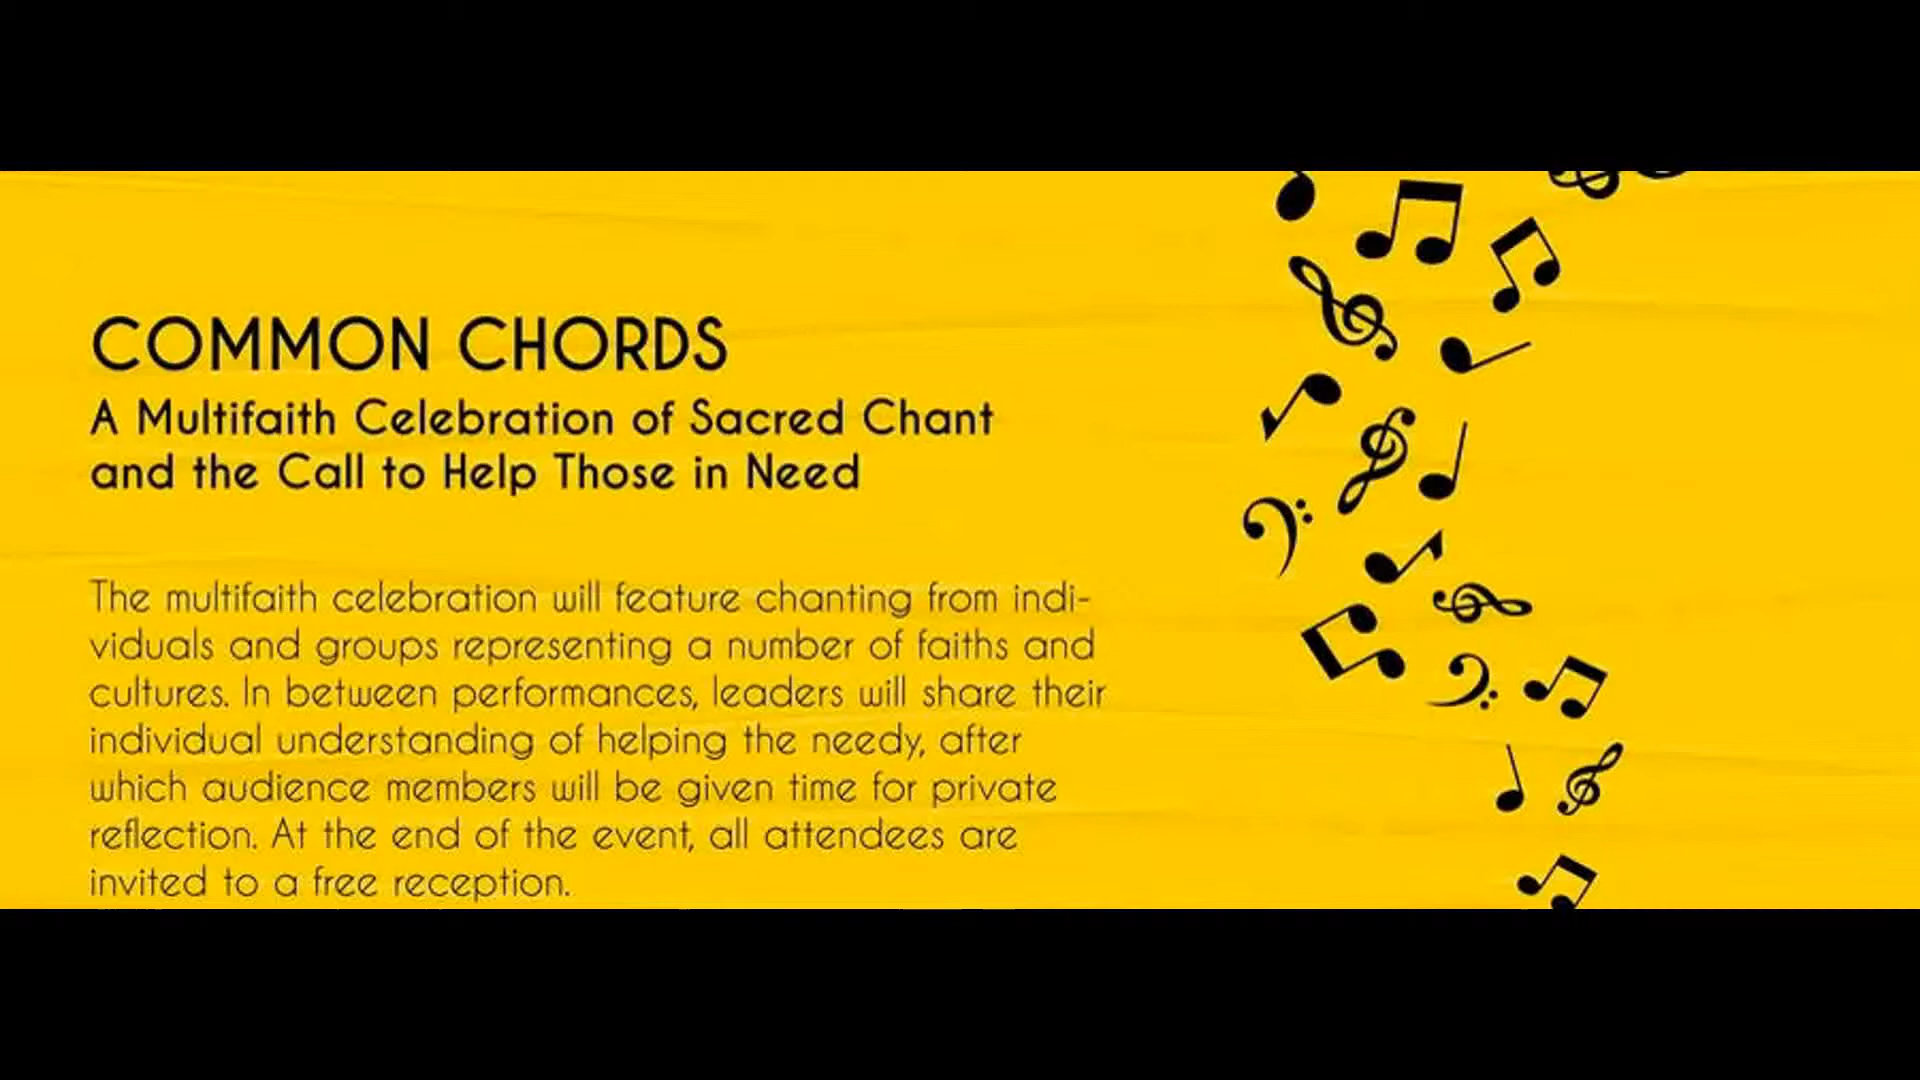 COMMON CHORDS
A Multifaith Celebration of Sacred Chant
and the Call to Help Those in Need
The multifaith celebration will feature chanting from indi-
viduals and groups representing a number of faiths and
cultures. In between performances, leaders will share their
individual understanding of helping the needy, after
which audience members will be given time for private
reflection. At the end of the event, all attendees are
invited to a free reception.